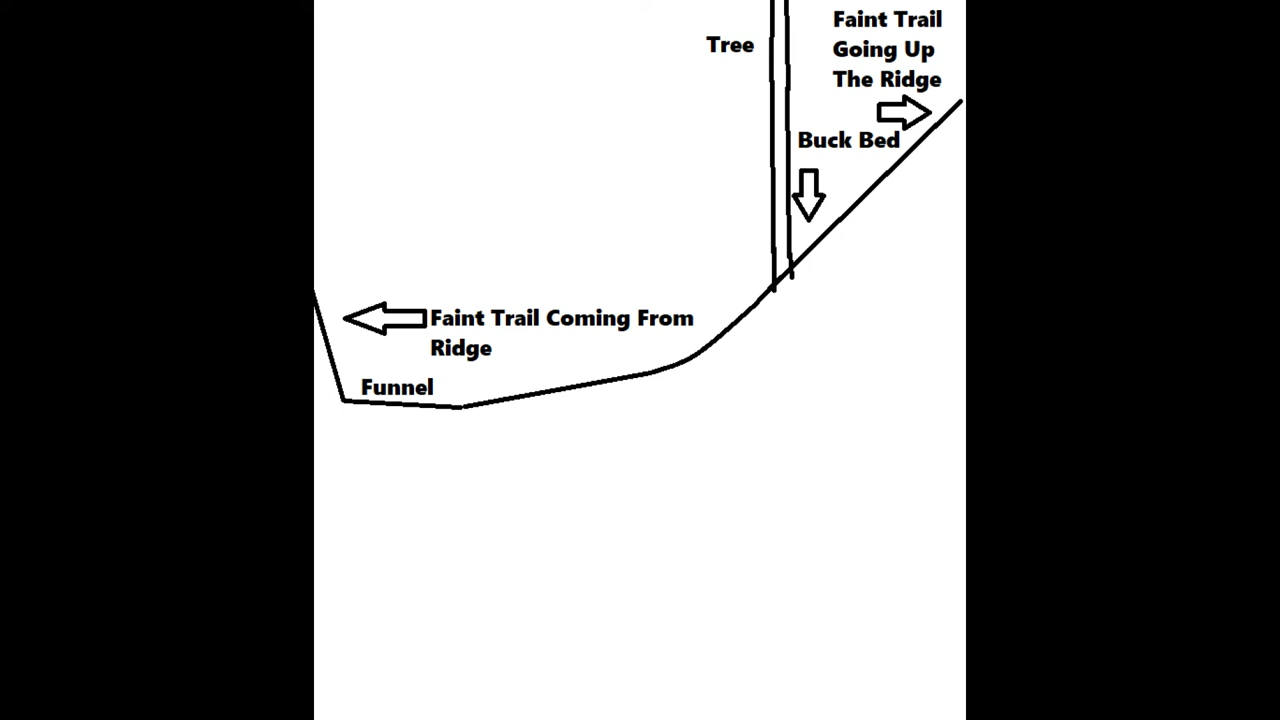 Tree
Faint Trail
Going Up
The Ridge
Buck Bed
Faint Trail Coming From
Ridge
Funnel